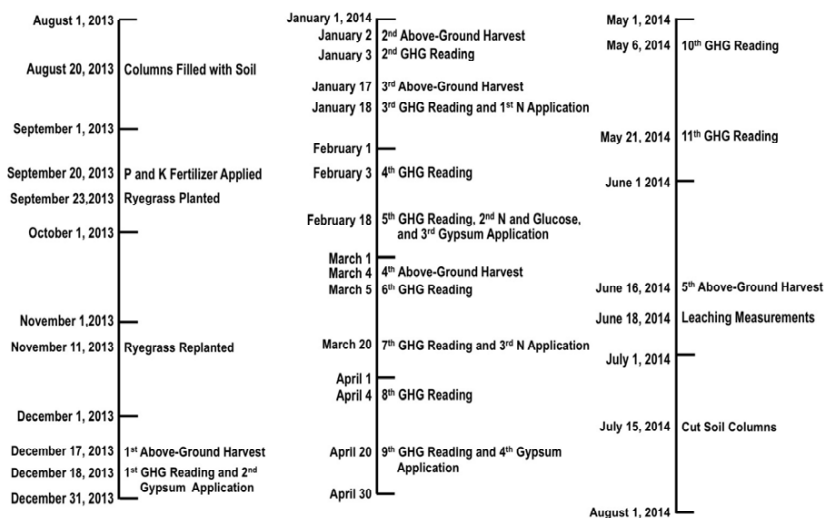 August 1, 2013
August 20, 2013 Columns Filled with Soil
September 1, 2013
September 20, 2013 P and K Fertilizer Applied
September 23,2013 Ryegrass Planted
October 1, 2013
November 1,2013
November 11, 2013 Ryegrass Replanted
December 1, 2013
December 17, 2013 1st Above-Ground Harvest
December 18, 2013 1st GHG Reading and 2nd
Gypsum Application
December 31, 2013
January 1, 2014
January 2 2nd Above-Ground Harvest
January 3 2nd GHG Reading
January 17 3rd Above-Ground Harvest
January 18 3rd GHG Reading and 1st N Application
February 1
February 3 4th GHG Reading
February 18 5th GHG Reading, 2nd N and Glucose,
and 3rd Gypsum Application
March 1
March 4 4th Above-Ground Harvest
March 5 6th GHG Reading
March 20 7th GHG Reading and 3rd N Application
April 1
April 4 8th GHG Reading
April 20 9th GHG Reading and 4th Gypsum
Application
April 30
May 1, 2014
May 6, 2014 10th GHG Reading
May 21, 2014 11th GHG Reading
June 1 2014
June 16, 2014 5th Above-Ground Harvest
June 18, 2014 Leaching Measurements
July 1, 2014
July 15, 2014 Cut Soil Columns
August 1, 2014